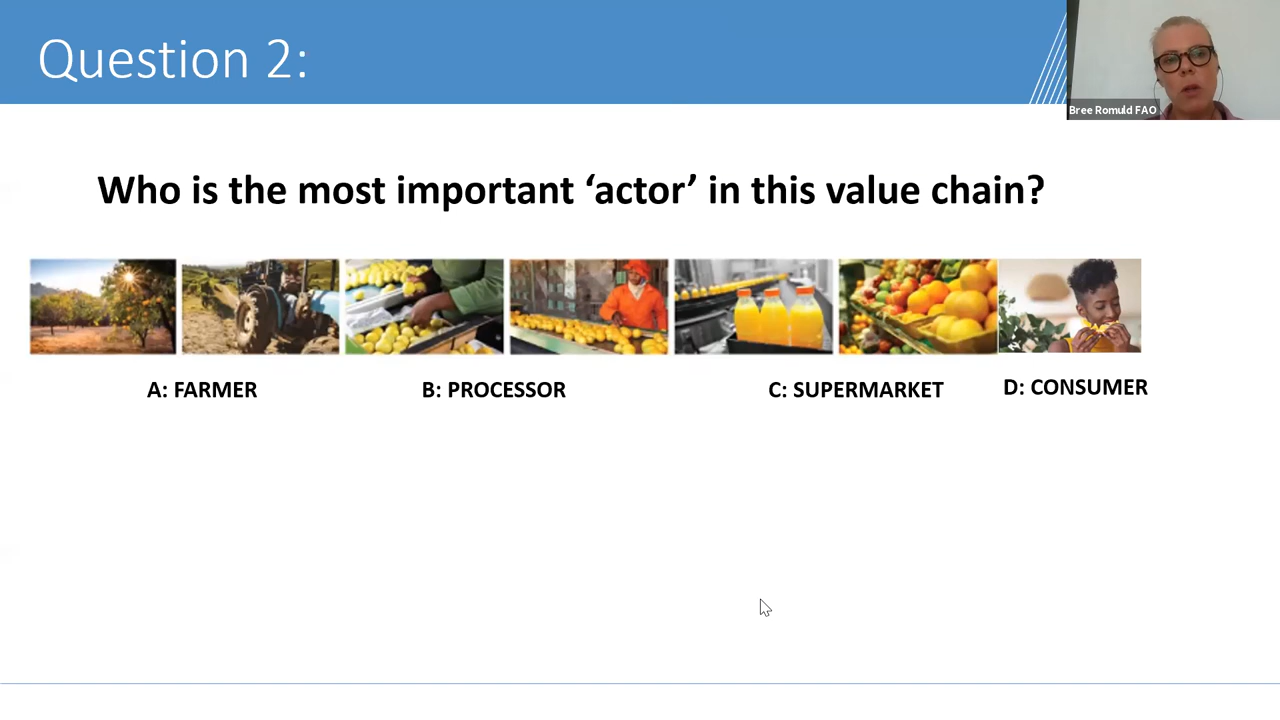 Question 2:
Bree Romuld FAO
Who is the most important ‘actor’ in this value chain?
A: FARMER
B: PROCESSOR
C: SUPERMARKET
D: CONSUMER